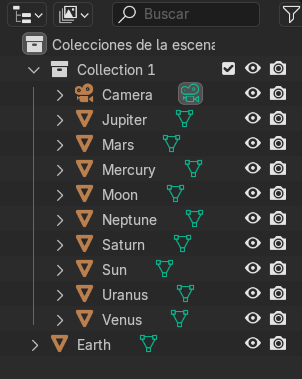 Buscar
Colecciones de la escena
Collection 1
Camera
Jupiter
Mars
Mercury
Moon
Neptune
Saturn
Sun
Uranus
Venus
Earth